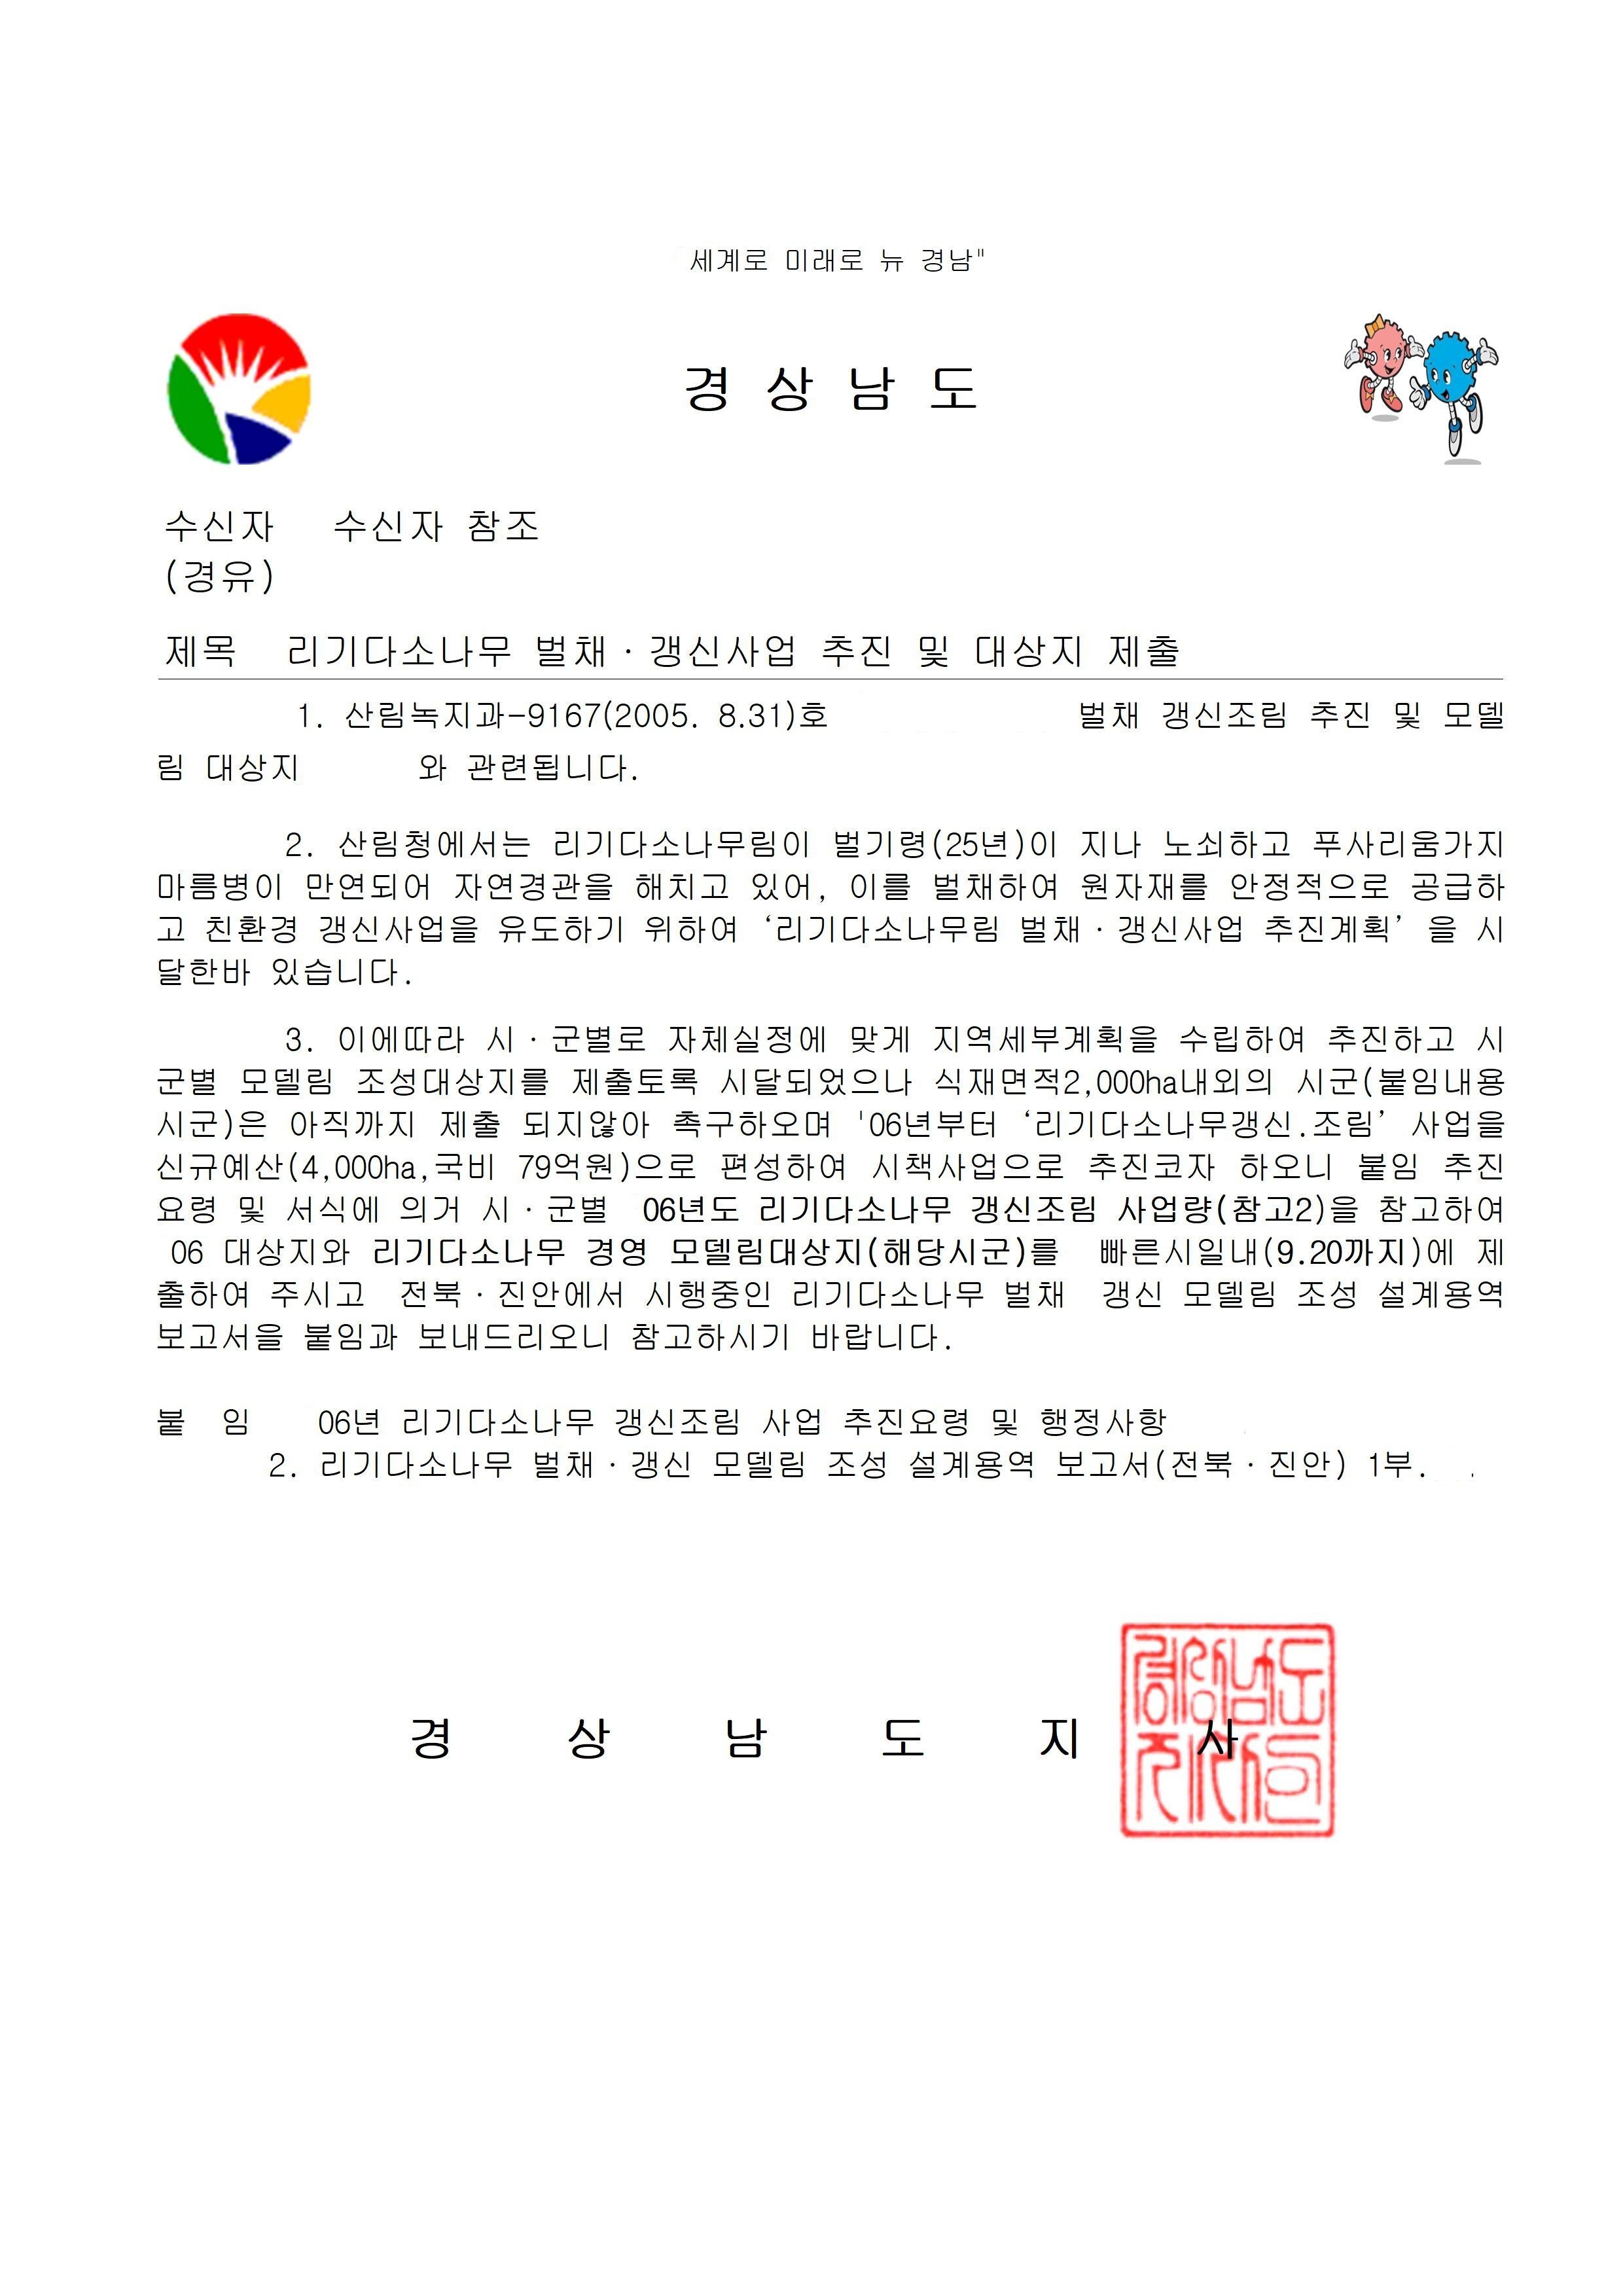 세계로 미래로 뉴 경남"
경 상 남 도
수신자 수신자 참조
(경유)
제목 리기다소나무 벌채·갱신사업 추진 및 대상지 제출
1. 산림녹지과-9167(2005. 8.31)호 벌채 갱신조림 추진 및 모델
림 대상지 와 관련됩니다.
2. 산림청에서는 리기다소나무림이 벌기령(25년)이 지나 노쇠하고 푸사리움가지
마름병이 만연되어 자연경관을 해치고 있어, 이를 벌채하여 원자재를 안정적으로 공급하
고 친환경 갱신사업을 유도하기 위하여 ‘리기다소나무림 벌채·갱신사업 추진계획’ 을 시
달한바 있습니다.
3. 이에따라 시·군별로 자체실정에 맞게 지역세부계획을 수립하여 추진하고 시
군별 모델림 조성대상지를 제출토록 시달되었으나 식재면적2,000ha내외의 시군(붙임내용
시군)은 아직까지 제출 되지않아 촉구하오며 '06년부터 ‘리기다소나무갱신.조림’ 사업을
신규예산(4,000ha,국비 79억원)으로 편성하여 시책사업으로 추진코자 하오니 붙임 추진
요령 및 서식에 의거 시·군별 06년도 리기다소나무 갱신조림 사업량(참고2)을 참고하여
06 대상지와 리기다소나무 경영 모델림대상지(해당시군)를 빠른시일내(9.20까지)에 제
출하여 주시고 전북·진안에서 시행중인 리기다소나무 벌채 갱신 모델림 조성 설계용역
보고서을 붙임과 보내드리오니 참고하시기 바랍니다.
붙 임 06년 리기다소나무 갱신조림 사업 추진요령 및 행정사항
2. 리기다소나무 벌채·갱신 모델림 조성 설계용역 보고서(전북·진안) 1부.
경 상 남 도 지 사